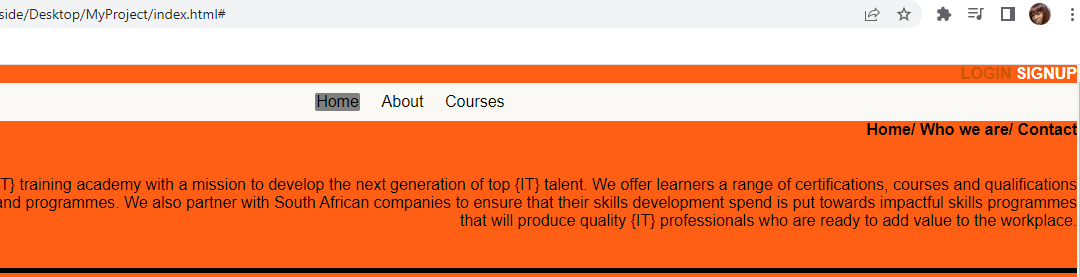 side/Desktop/MyProject/index.html#
LOGIN SIGNUP
Home About Courses
Home/ Who we are/ Contact
T} training academy with a mission to develop the next generation of top {IT} talent. We offer learners a range of certifications, courses and qualifications
and programmes. We also partner with South African companies to ensure that their skills development spend is put towards impactful skills programmes
that will produce quality {IT} professionals who are ready to add value to the workplace.